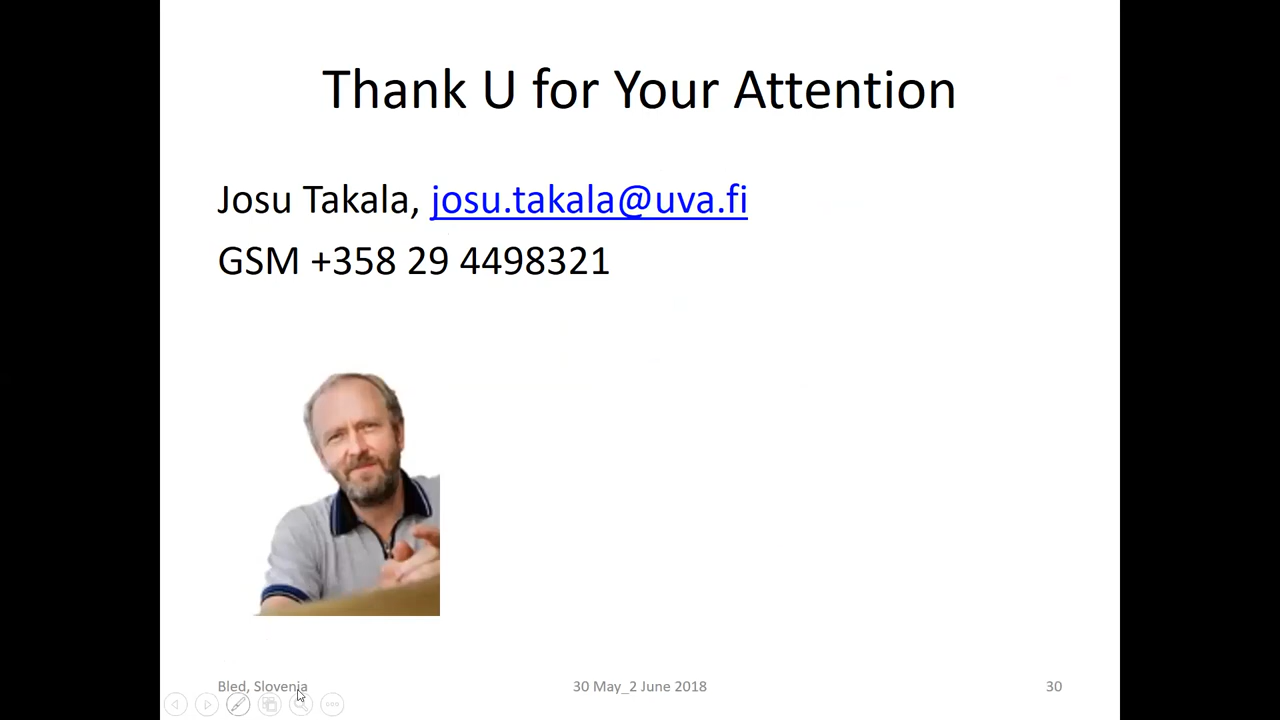 Thank U for Your Attention
Josu Takala, josu.takala@uva.fi
GSM +358 29 4498321
Bled, Slovenia
30 May_2 June 2018
30